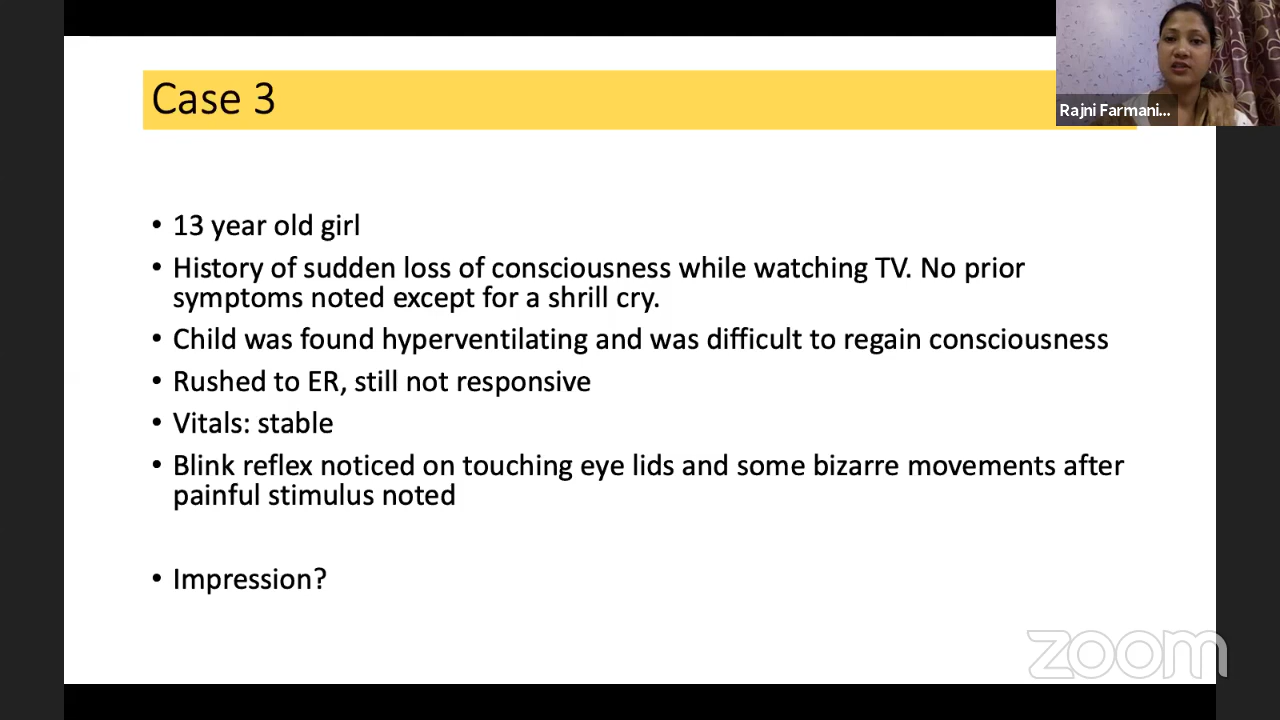 Case 3
Rajni Farmani...
• 13 year old girl
• History of sudden loss of consciousness while watching TV. No prior
symptoms noted except for a shrill cry.
• Child was found hyperventilating and was difficult to regain consciousness
• Rushed to ER, still not responsive
• Vitals: stable
• Blink reflex noticed on touching eye lids and some bizarre movements after
painful stimulus noted
• Impression?
zoom